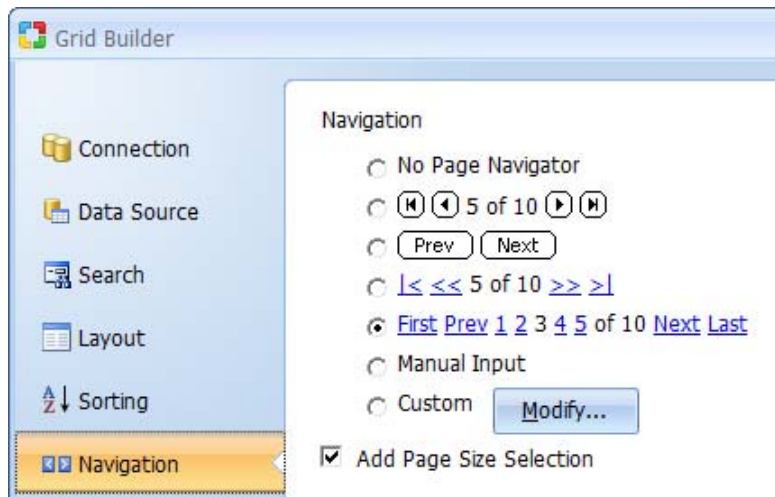 Grid Builder
Connection
Data Source
Search
Layout
Sorting
Navigation
Navigation
No Page Navigator
5 of 10
Prev Next
|< << 5 of 10 >> >|
First Prev 1 2 3 4 5 of 10 Next Last
Manual Input
Custom Modify...
Add Page Size Selection